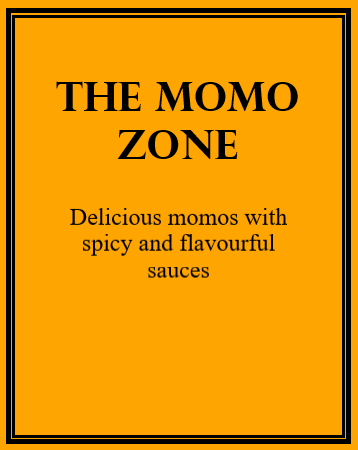 THE MOMO
ZONE
Delicious momos with
spicy and flavourful
sauces